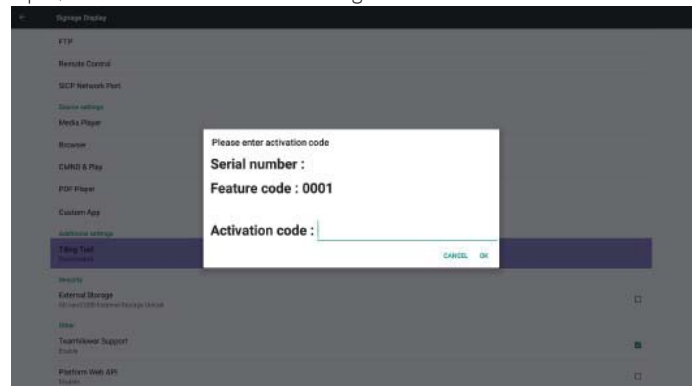 Signage Display
FTP
Remote Control
SICP Network Port
Source settings
Media Player
Browser
CMND & Play
PDF Player
Custom App
Additional settings
Tiling Tool
Security
External Storage
Other
TeamViewer Support
Enable
Platform Web API
Please enter activation code
Serial number :
Feature code : 0001
Activation code :
CANCEL OK